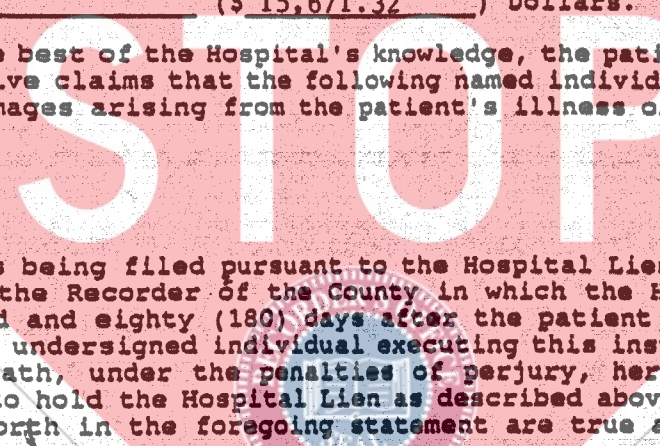 ($ 15,671.32 ) Dollars.
best of the Hospital's knowledge, the pati
ve claims that the following named individ
mages arising from the patient's illness o
STOP
s being filed pursuant to the Hospital Lie
the Recorder of the County in which the H
d and eighty (180) days after the patient
undersigned individual executing this ins
ath, under the penalties of perjury, her
to hold the Hospital Lien as described abov
orth in the foregoing statement are true a